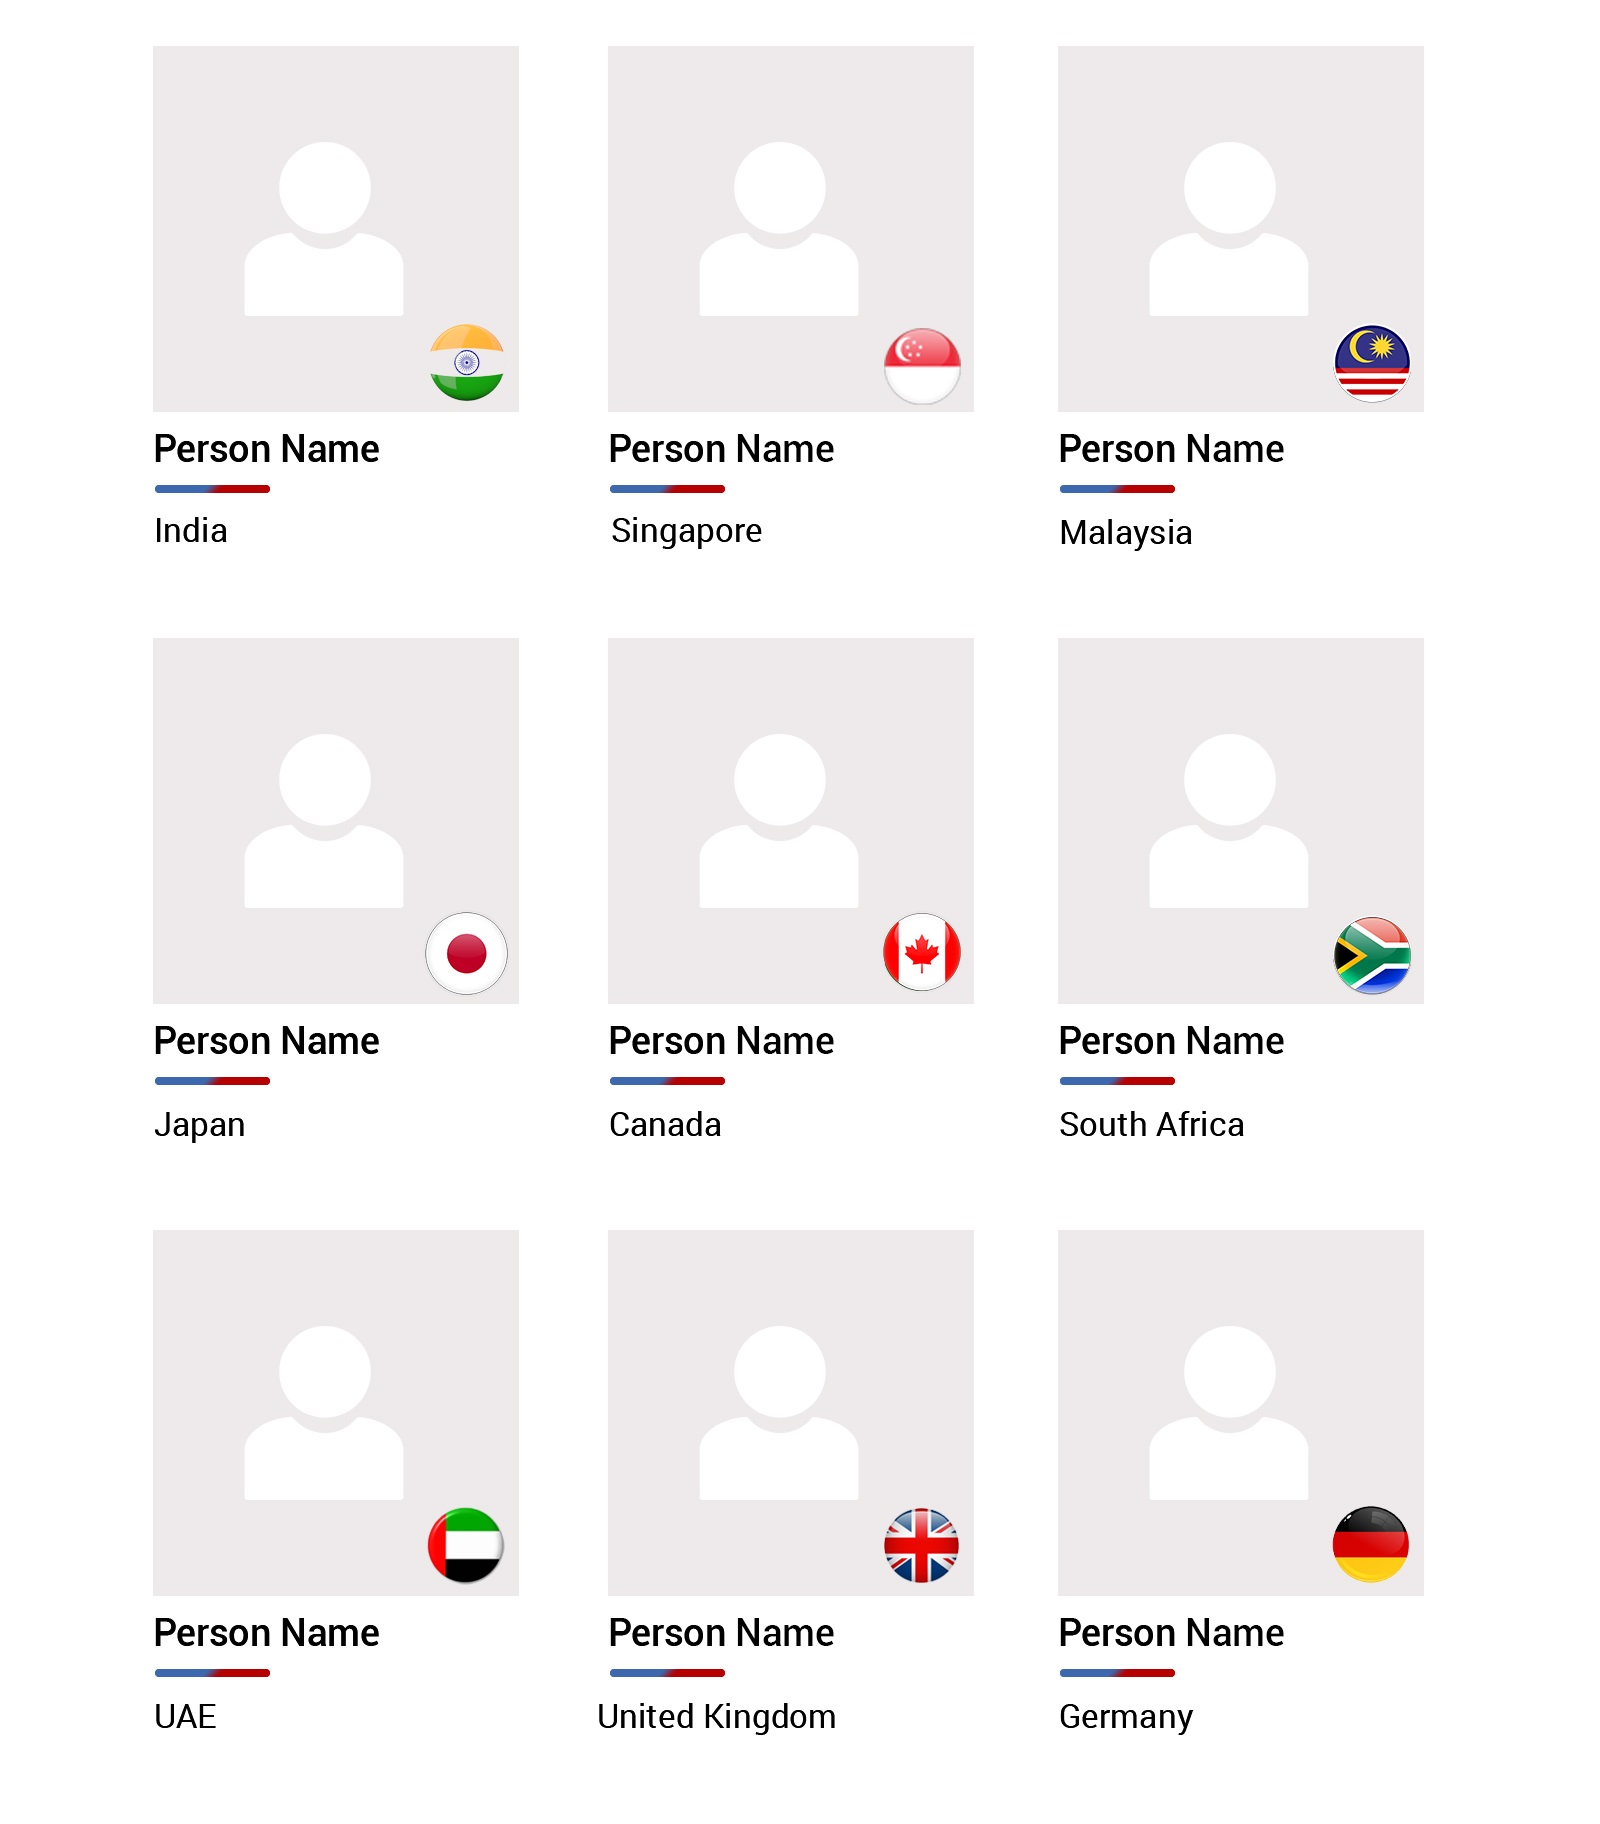 Person Name
India
Person Name
Singapore
Person Name
Malaysia
Person Name
Japan
Person Name
Canada
Person Name
South Africa
Person Name
UAE
Person Name
United Kingdom
Person Name
Germany